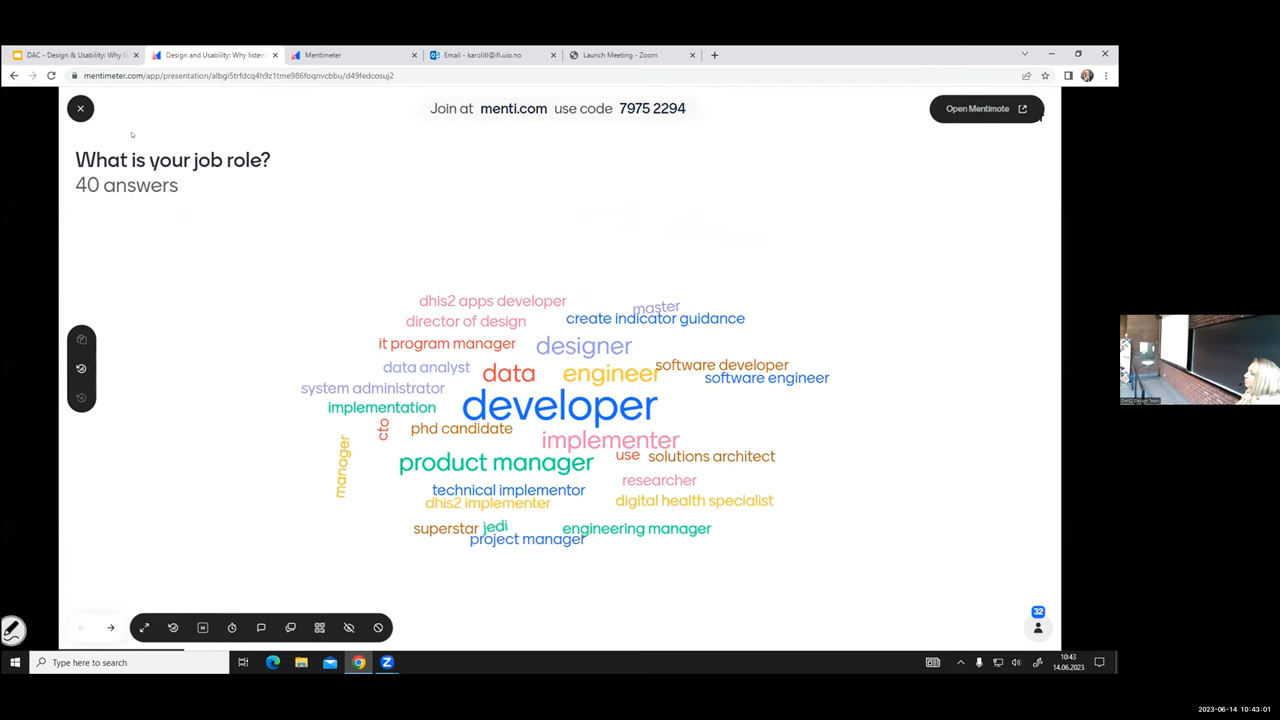 DAC - Design & Usability: Why li
Design and Usability: Why listen
Mentimeter
Email - karolitl@ifi.uio.no
Launch Meeting - Zoom
mentimeter.com/app/presentation/albgi5trfdcq4h9z1tme986foqnvcbbu/d49fedcosuj2
Join at menti.com use code 7975 2294
Open Mentimote
What is your job role?
40 answers
dhis2 apps developer
master
director of design
create indicator guidance
it program manager
designer
data analyst
data
engineer
software developer
software engineer
system administrator
implementation
developer
cto
phd candidate
implementer
manager
product manager
use
solutions architect
researcher
technical implementor
dhis2 implementer
digital health specialist
superstar
jedi
engineering manager
project manager
32
Type here to search
10:43
14.06.2023
DHIS2 Design Team
2023-06-14 10:43:01